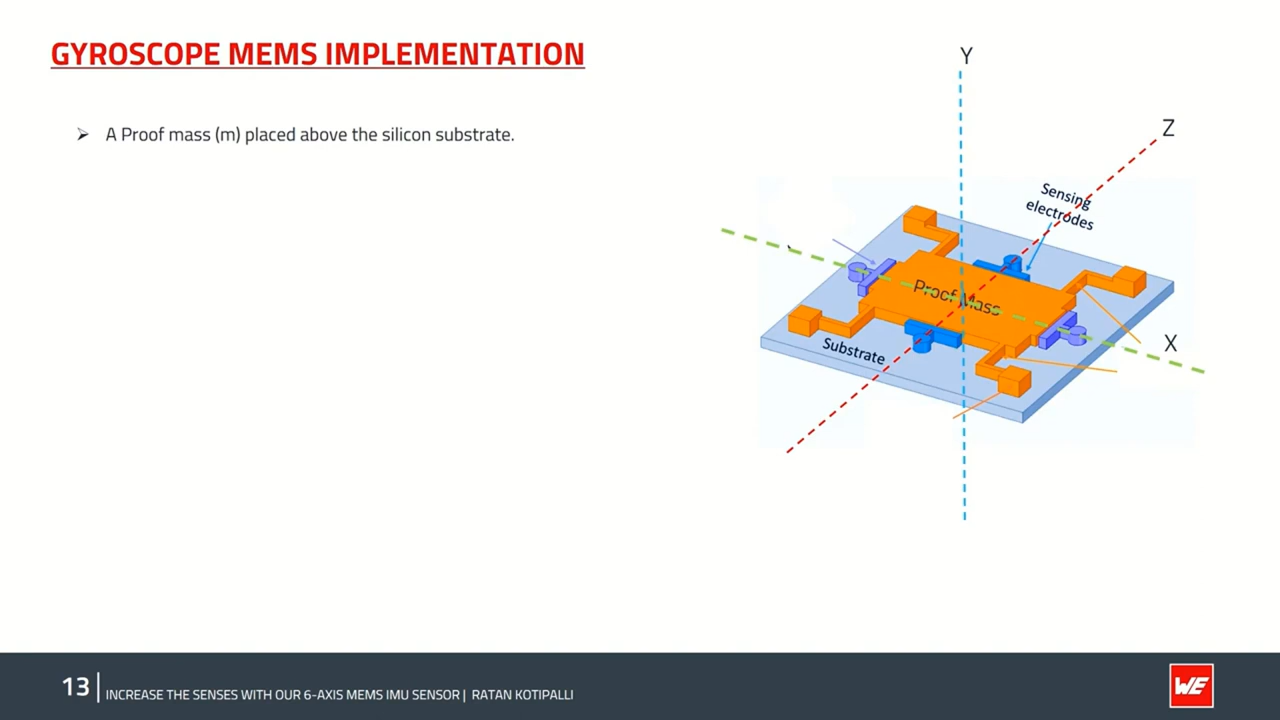 GYROSCOPE MEMS IMPLEMENTATION
A Proof mass (m) placed above the silicon substrate.
Y
Z
Sensing
electrodes
Proof Mass
X
Substrate
13
INCREASE THE SENSES WITH OUR 6-AXIS MEMS IMU SENSOR | RATAN KOTIPALLI
WE